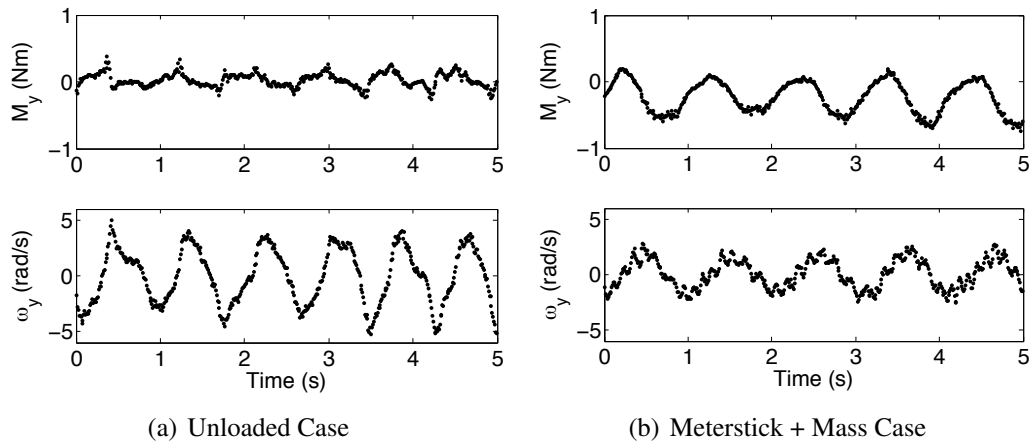 1
0
−1
M_y (Nm)
0 1 2 3 4 5
5
0
−5
ω_y (rad/s)
0 1 2 3 4 5
Time (s)
(a) Unloaded Case
1
0
−1
M_y (Nm)
0 1 2 3 4 5
5
0
−5
ω_y (rad/s)
0 1 2 3 4 5
Time (s)
(b) Meterstick + Mass Case